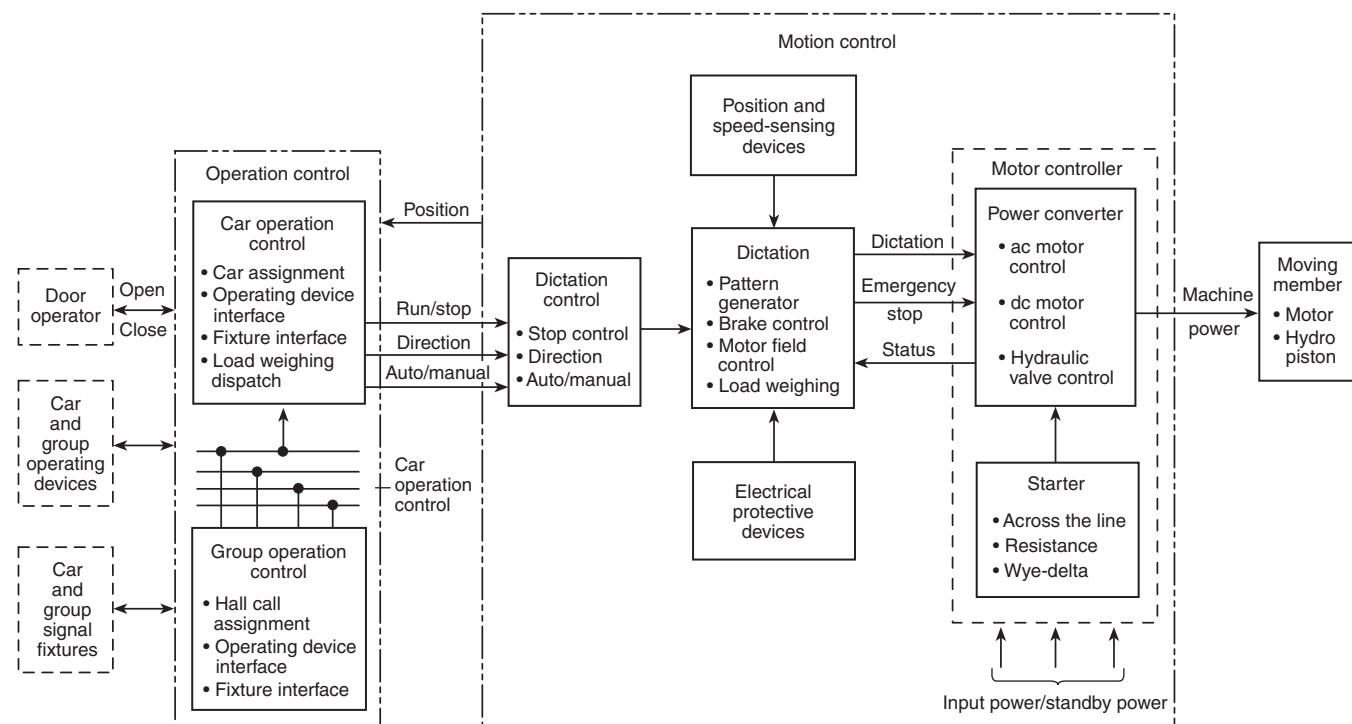 Motion control
Position and
speed-sensing
devices
Operation control
Car operation
control
• Car assignment
• Operating device
interface
• Fixture interface
• Load weighing
dispatch
Door
operator
Open
Close
Car
and
group
operating
devices
Car
and
group
signal
fixtures
Car
operation
control
Group operation
control
• Hall call
assignment
• Operating device
interface
• Fixture interface
Position
Run/stop
Direction
Auto/manual
Dictation
control
• Stop control
• Direction
• Auto/manual
Dictation
• Pattern
generator
• Brake control
• Motor field
control
• Load weighing
Electrical
protective
devices
Dictation
Emergency
stop
Status
Motor controller
Power converter
• ac motor
control
• dc motor
control
• Hydraulic
valve control
Starter
• Across the line
• Resistance
• Wye-delta
Input power/standby power
Machine
power
Moving
member
• Motor
• Hydro
piston